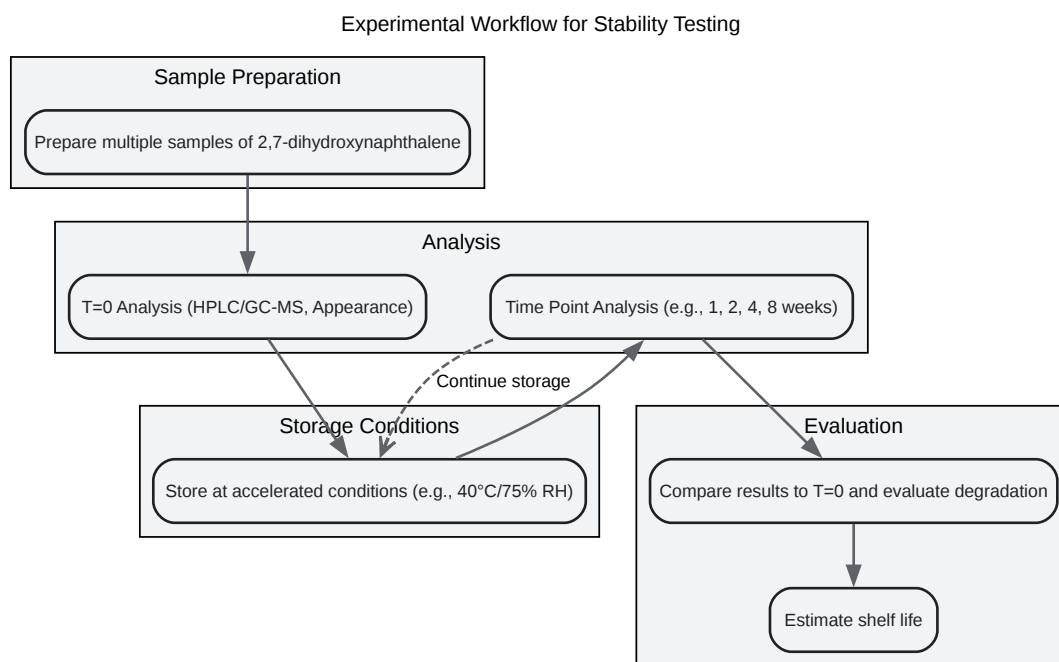 Experimental Workflow for Stability Testing
Sample Preparation
Prepare multiple samples of 2,7-dihydroxynaphthalene
Analysis
T=0 Analysis (HPLC/GC-MS, Appearance)
Time Point Analysis (e.g., 1, 2, 4, 8 weeks)
Continue storage
Storage Conditions
Store at accelerated conditions (e.g., 40°C/75% RH)
Evaluation
Compare results to T=0 and evaluate degradation
Estimate shelf life